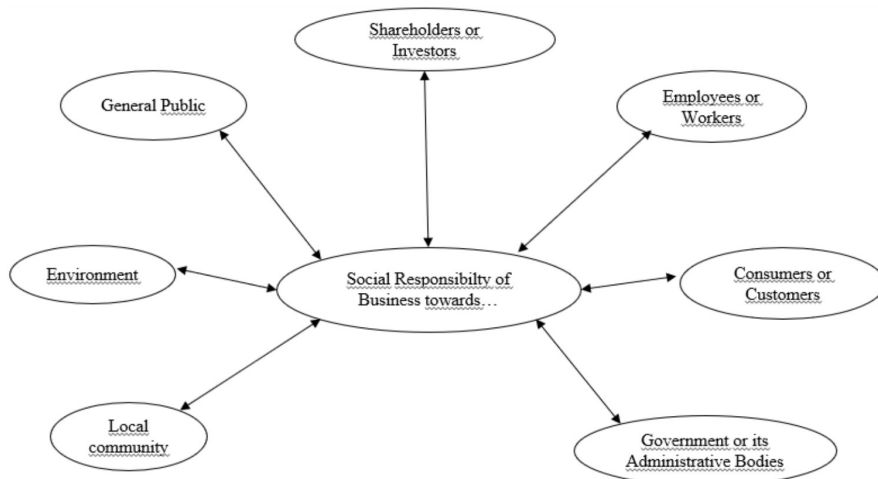 Shareholders or
Investors
General Public
Employees or
Workers
Environment
Social Responsibilty of
Business towards…
Consumers or
Customers
Local
community
Government or its
Administrative Bodies